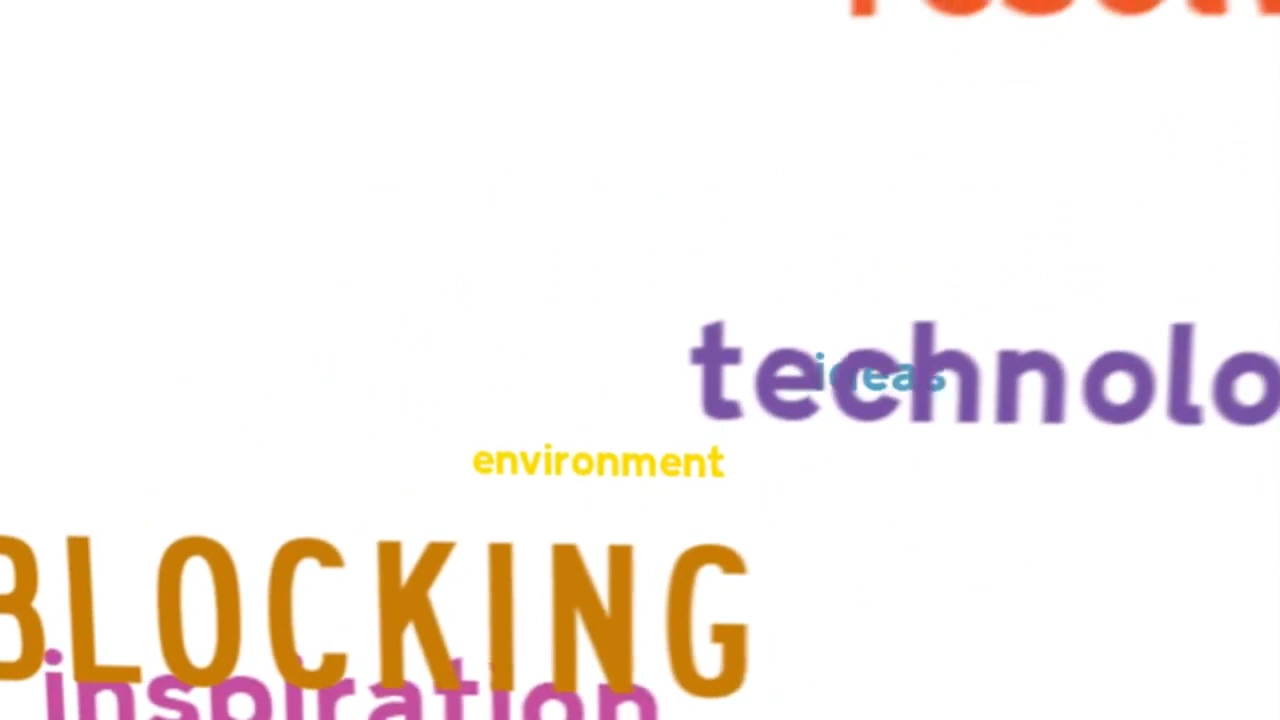 technolo
ideas
environment
BLOCKING
inspiration